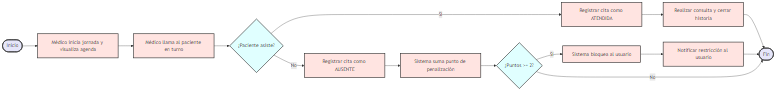 Inicio
Médico inicia jornada y
visualiza agenda
Médico llama al paciente
en turno
¿Paciente asiste?
Sí
Registrar cita como
ATENDIDA
Realizar consulta y cerrar
historia
No
Registrar cita como
AUSENTE
Sistema suma punto de
penalización
¿Puntos >= 2?
Sí
Sistema bloquea al usuario
Notificar restricción al
usuario
No
Fin